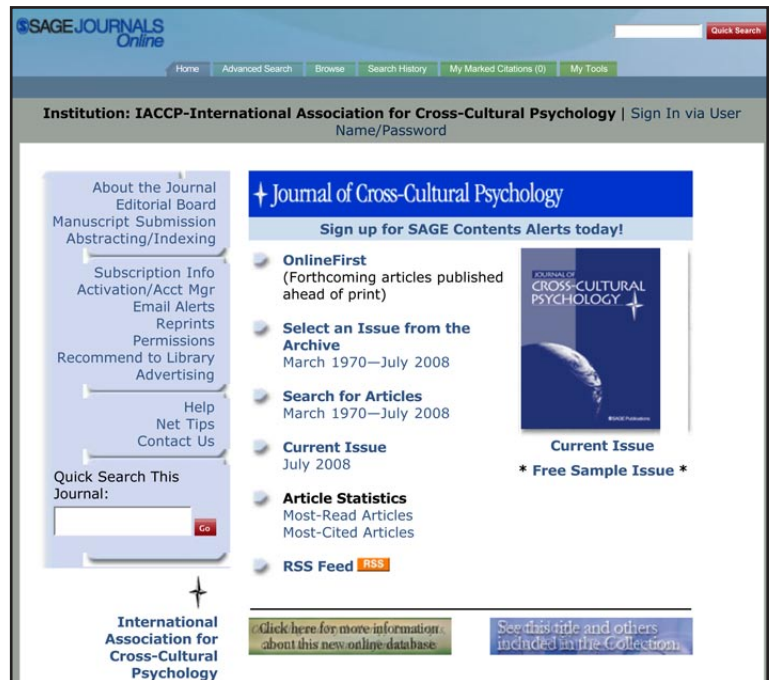 SAGE JOURNALS
Online
Quick Search
Home
Advanced Search
Browse
Search History
My Marked Citations (0)
My Tools
Institution: IACCP-International Association for Cross-Cultural Psychology | Sign In via User
Name/Password
About the Journal
Editorial Board
Manuscript Submission
Abstracting/Indexing
Subscription Info
Activation/Acct Mgr
Email Alerts
Reprints
Permissions
Recommend to Library
Advertising
Help
Net Tips
Contact Us
Quick Search This
Journal:
Go
International
Association for
Cross-Cultural
Psychology
Journal of Cross-Cultural Psychology
Sign up for SAGE Contents Alerts today!
OnlineFirst
(Forthcoming articles published
ahead of print)
Select an Issue from the
Archive
March 1970—July 2008
Search for Articles
March 1970—July 2008
Current Issue
July 2008
Article Statistics
Most-Read Articles
Most-Cited Articles
RSS Feed RSS
JOURNAL OF
CROSS-CULTURAL
PSYCHOLOGY
SAGE Publications
Current Issue
* Free Sample Issue *
Click here for more information
about this new online database
See this title and others
included in the Collection